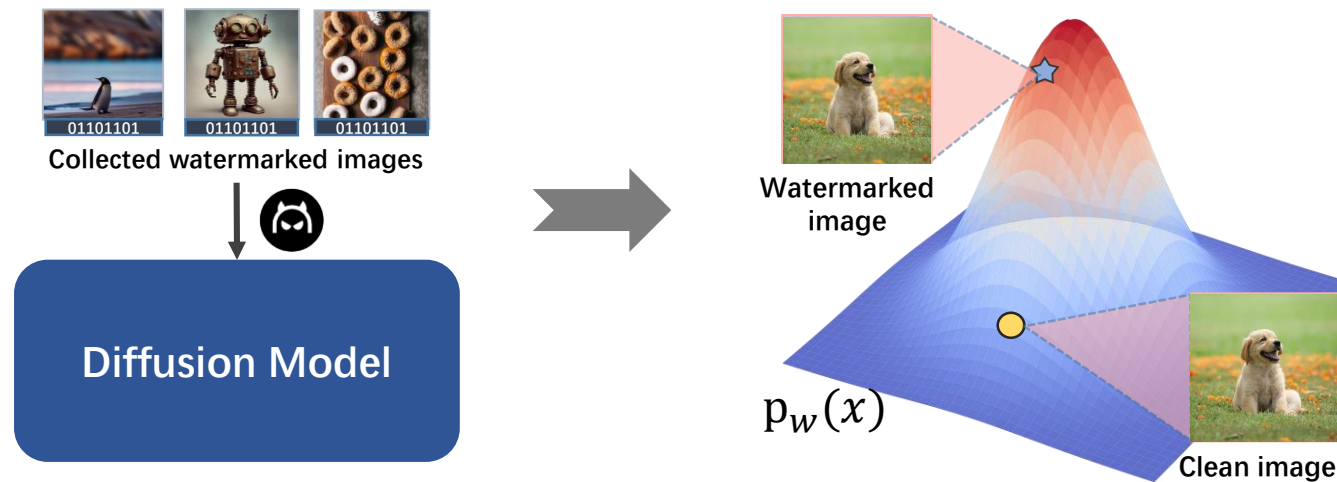 01101101 01101101 01101101
Collected watermarked images
Diffusion Model
Watermarked
image
p_w(x)
Clean image